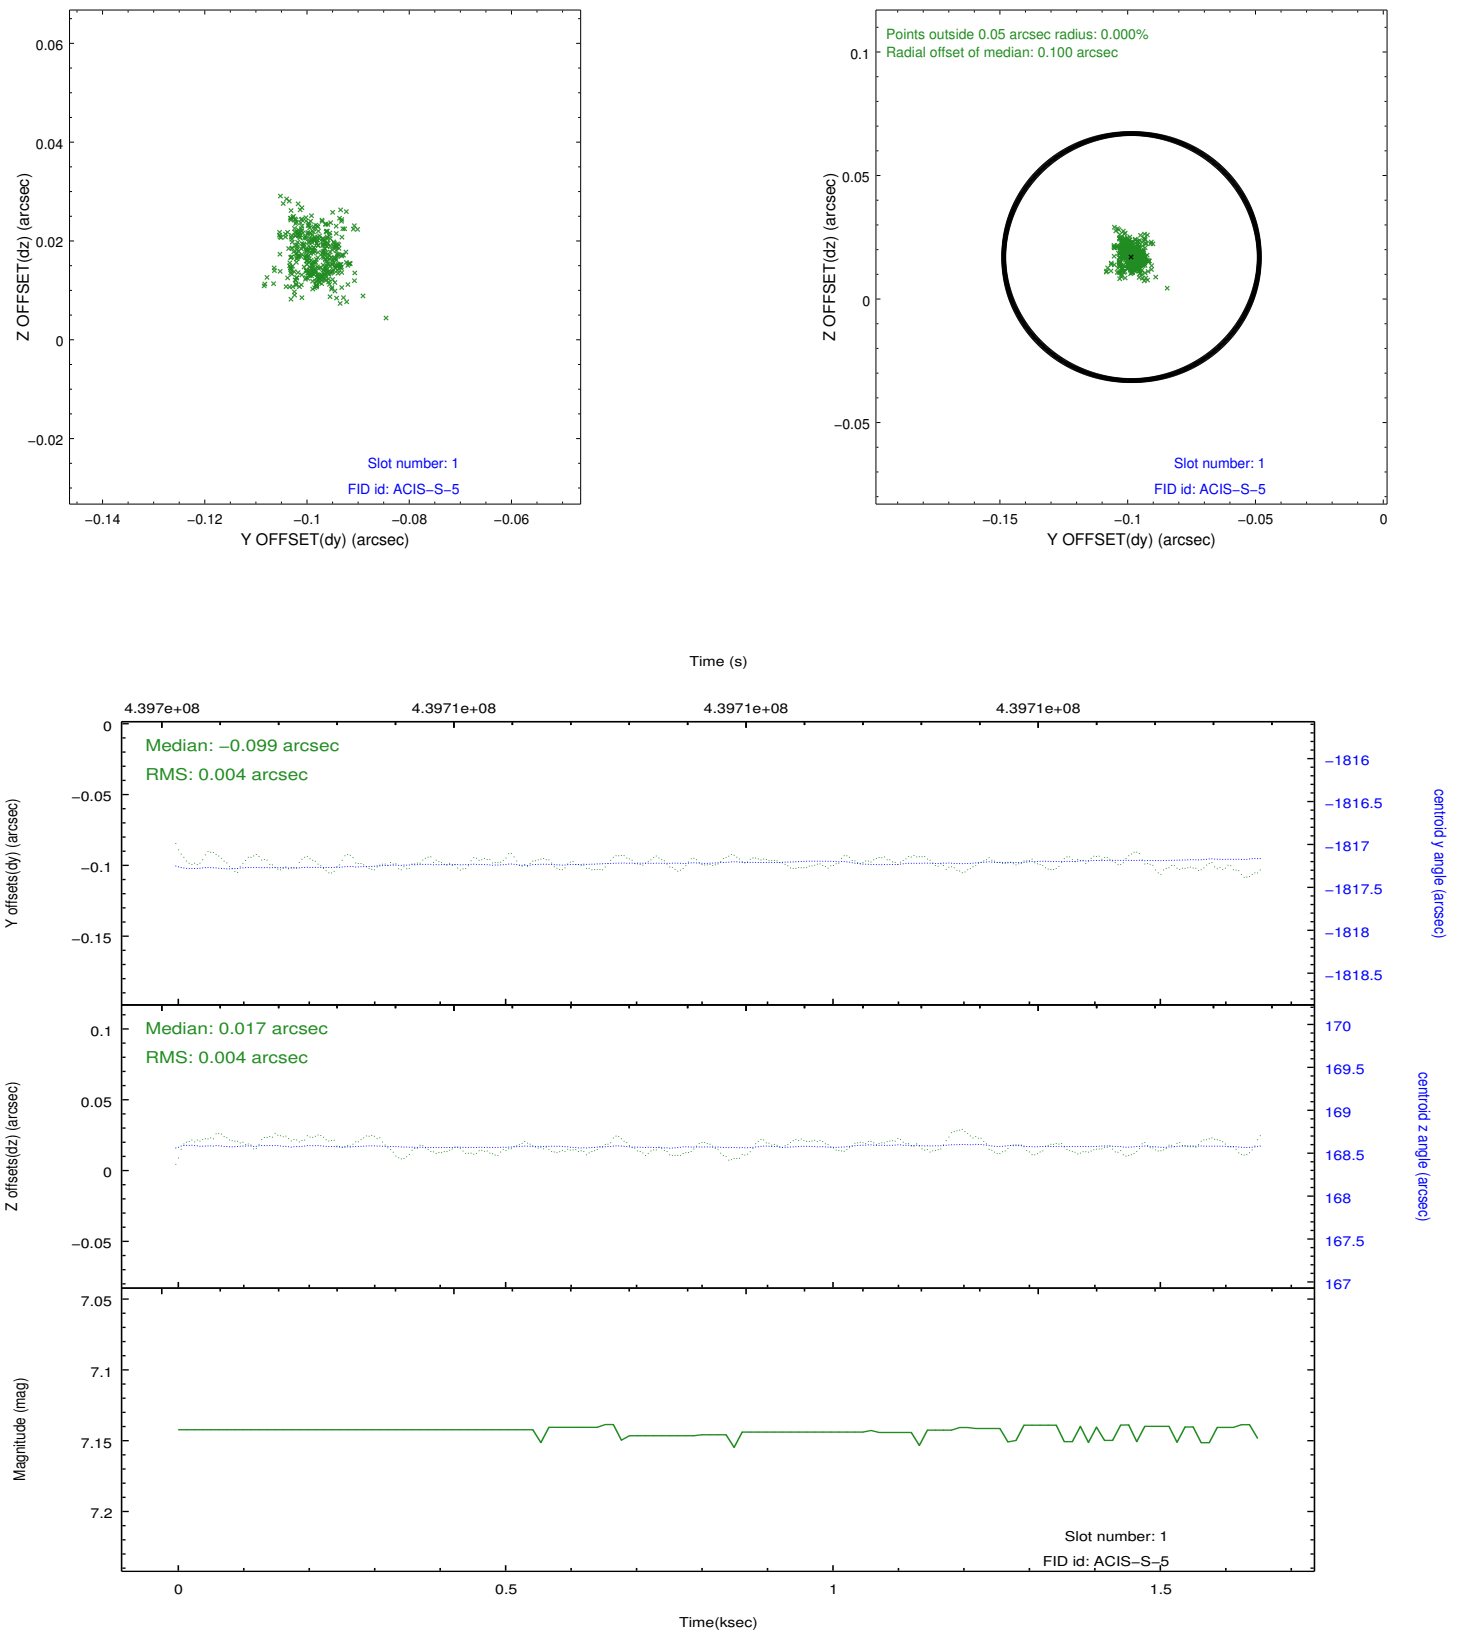 0.06
0.04
0.02
0
−0.02
Z OFFSET(dz) (arcsec)
Slot number: 1
FID id: ACIS−S−5
−0.14 −0.12 −0.1 −0.08 −0.06
Y OFFSET(dy) (arcsec)
Points outside 0.05 arcsec radius: 0.000%
Radial offset of median: 0.100 arcsec
0.1
0.05
0
−0.05
Z OFFSET(dz) (arcsec)
Slot number: 1
FID id: ACIS−S−5
−0.15 −0.1 −0.05 0
Y OFFSET(dy) (arcsec)
Time (s)
4.397e+08 4.3971e+08 4.3971e+08 4.3971e+08
Median: −0.099 arcsec
RMS: 0.004 arcsec
0
−0.05
−0.1
−0.15
Y offsets(dy) (arcsec)
−1816
−1816.5
−1817
−1817.5
−1818
−1818.5
centroid y angle (arcsec)
Median: 0.017 arcsec
RMS: 0.004 arcsec
0.1
0.05
0
−0.05
Z offsets(dz) (arcsec)
170
169.5
169
168.5
168
167.5
167
centroid z angle (arcsec)
7.05
7.1
7.15
7.2
Magnitude (mag)
Slot number: 1
FID id: ACIS−S−5
0 0.5 1 1.5
Time(ksec)